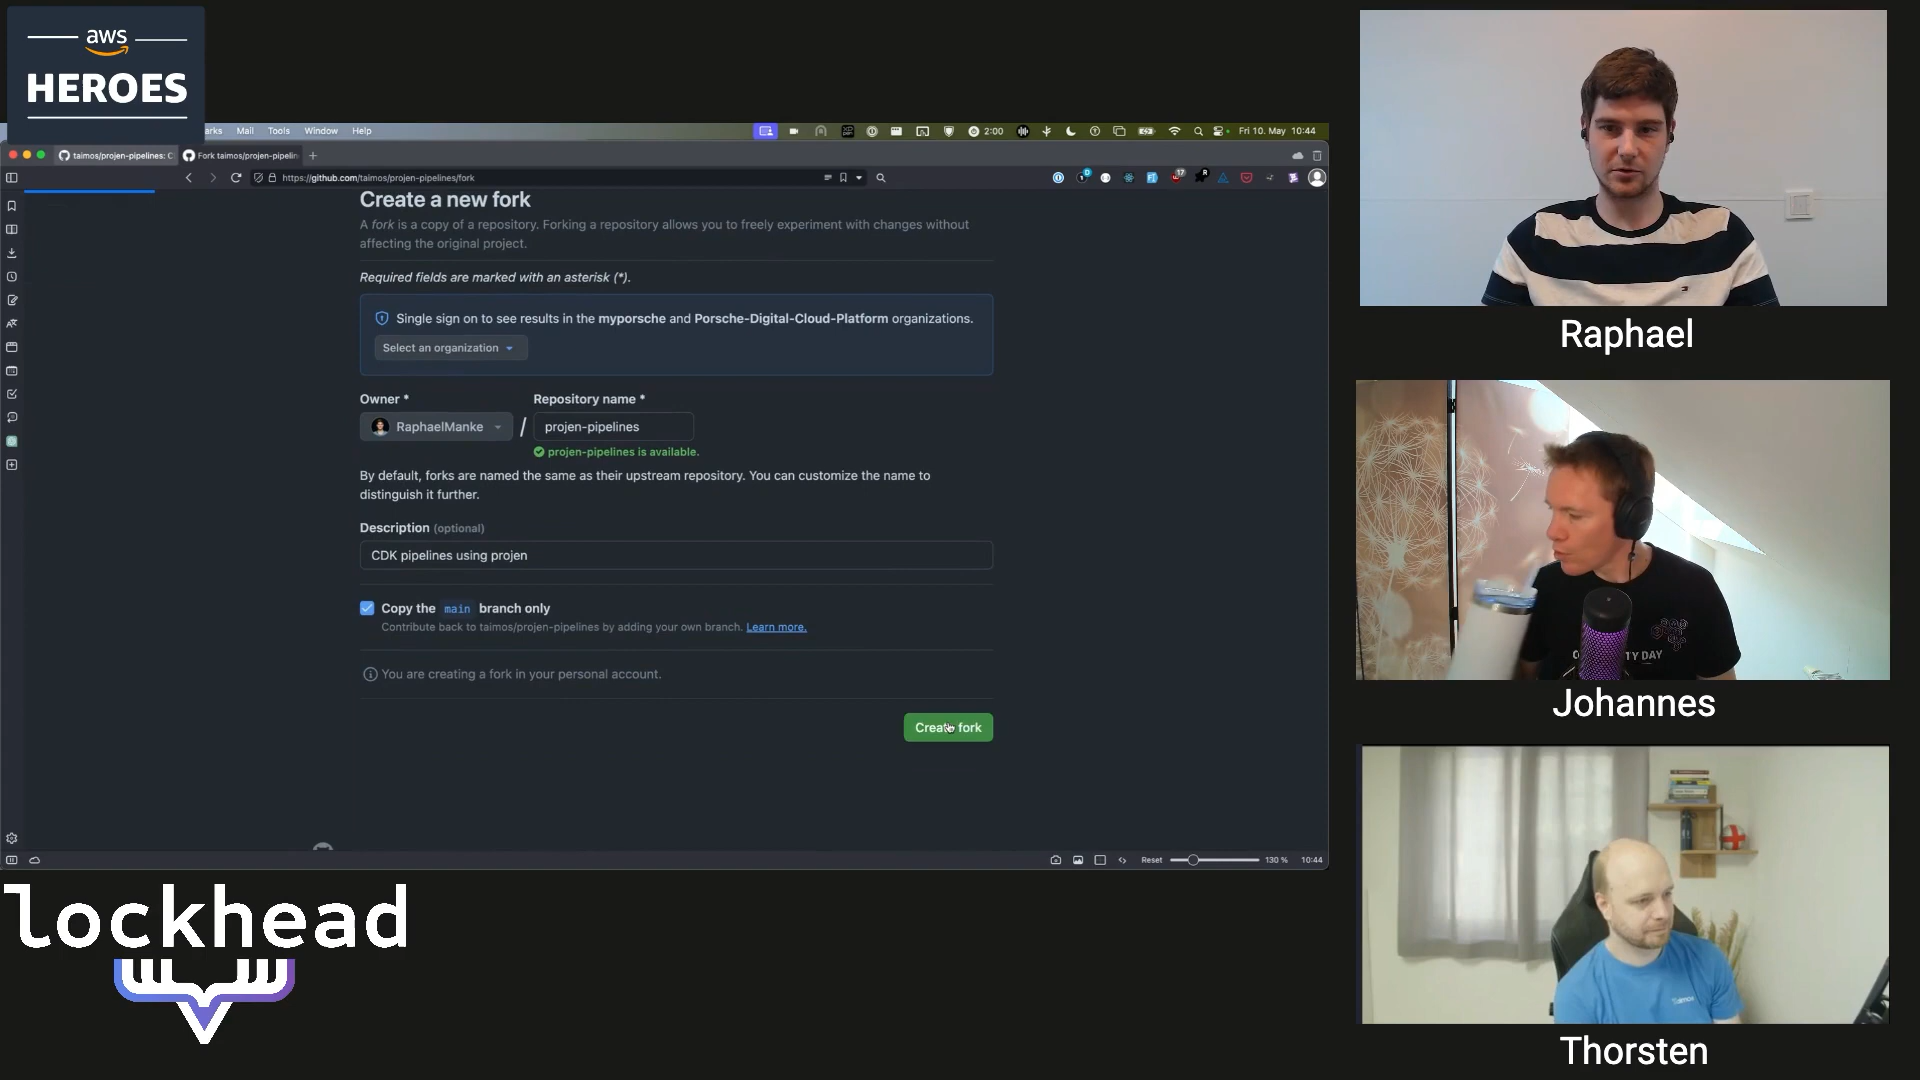 aws
HEROES
arks Mail Tools Window Help
2:00
Fri 10. May 10:44
taimos/projen-pipelines: C
Fork taimos/projen-pipelin
https://github.com/taimos/projen-pipelines/fork
17
Create a new fork
A fork is a copy of a repository. Forking a repository allows you to freely experiment with changes without
affecting the original project.
Required fields are marked with an asterisk (*).
Single sign on to see results in the myporsche and Porsche-Digital-Cloud-Platform organizations.
Select an organization
Owner *
Repository name *
RaphaelManke / projen-pipelines
projen-pipelines is available.
By default, forks are named the same as their upstream repository. You can customize the name to
distinguish it further.
Description (optional)
CDK pipelines using projen
Copy the main branch only
Contribute back to taimos/projen-pipelines by adding your own branch. Learn more.
You are creating a fork in your personal account.
Create fork
Reset
130 %
10:44
lockhead
Raphael
TY DAY
Johannes
Thorsten